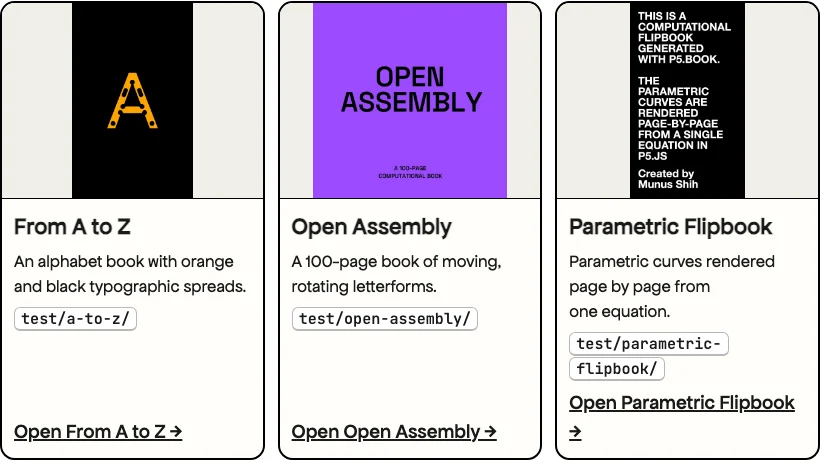 A
From A to Z
An alphabet book with orange
and black typographic spreads.
test/a-to-z/
Open From A to Z →
OPEN
ASSEMBLY
A 100-PAGE
COMPUTATIONAL BOOK
Open Assembly
A 100-page book of moving,
rotating letterforms.
test/open-assembly/
Open Open Assembly →
THIS IS A
COMPUTATIONAL
FLIPBOOK
GENERATED
WITH P5.BOOK.
THE
PARAMETRIC
CURVES ARE
RENDERED
PAGE-BY-PAGE
FROM A SINGLE
EQUATION IN
P5.JS
Created by
Munus Shih
Parametric Flipbook
Parametric curves rendered
page by page from
one equation.
test/parametric-
flipbook/
Open Parametric Flipbook
→